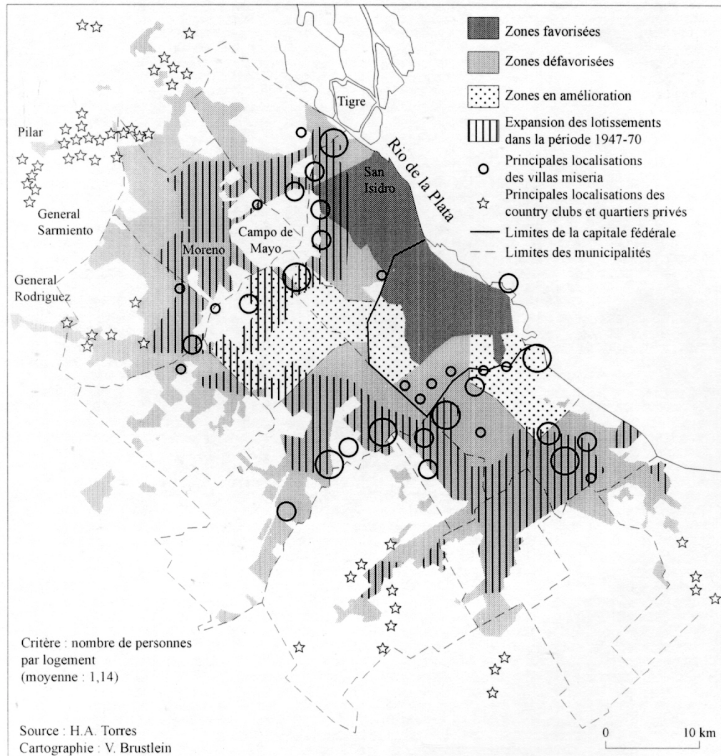 Zones favorisées
Zones défavorisées
Zones en amélioration
Expansion des lotissements
dans la période 1947-70
Principales localisations
des villas miseria
Principales localisations des
country clubs et quartiers privés
Limites de la capitale fédérale
Limites des municipalités
Tigre
Rio de la Plata
San
Isidro
Pilar
General
Sarmiento
Campo de
Mayo
Moreno
General
Rodriguez
Critère : nombre de personnes
par logement
(moyenne : 1,14)
Source : H.A. Torres
Cartographie : V. Brustlein
0 10 km